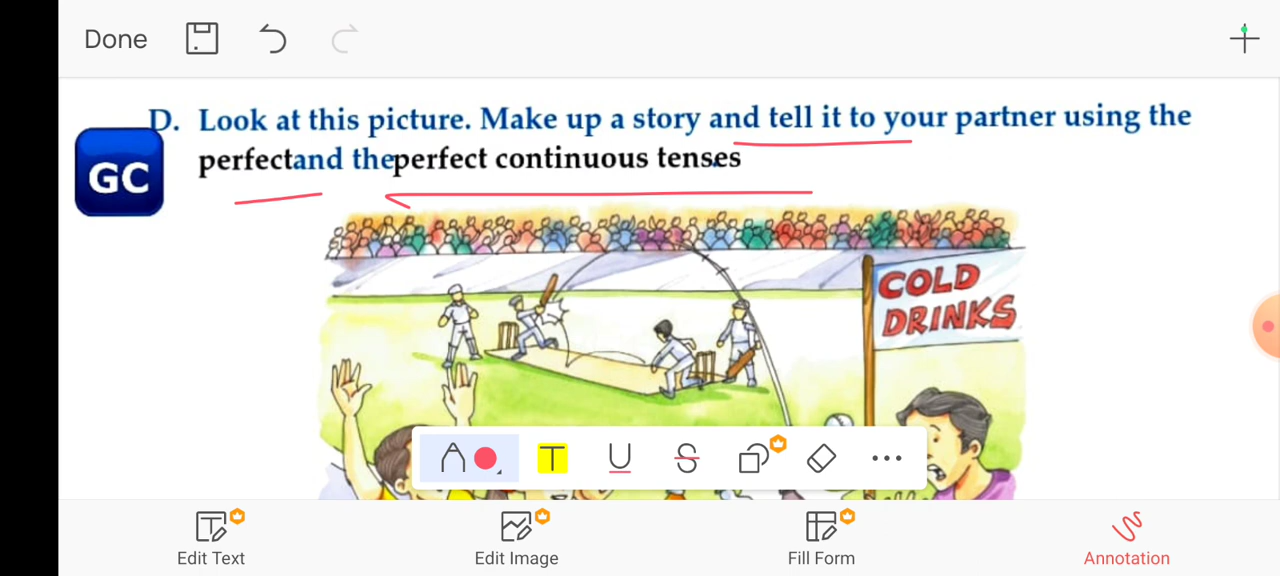 Done
D. Look at this picture. Make up a story and tell it to your partner using the
GC
perfectand theperfect continuous tenses
COLD
DRINKS
T U S
Edit Text Edit Image Fill Form Annotation